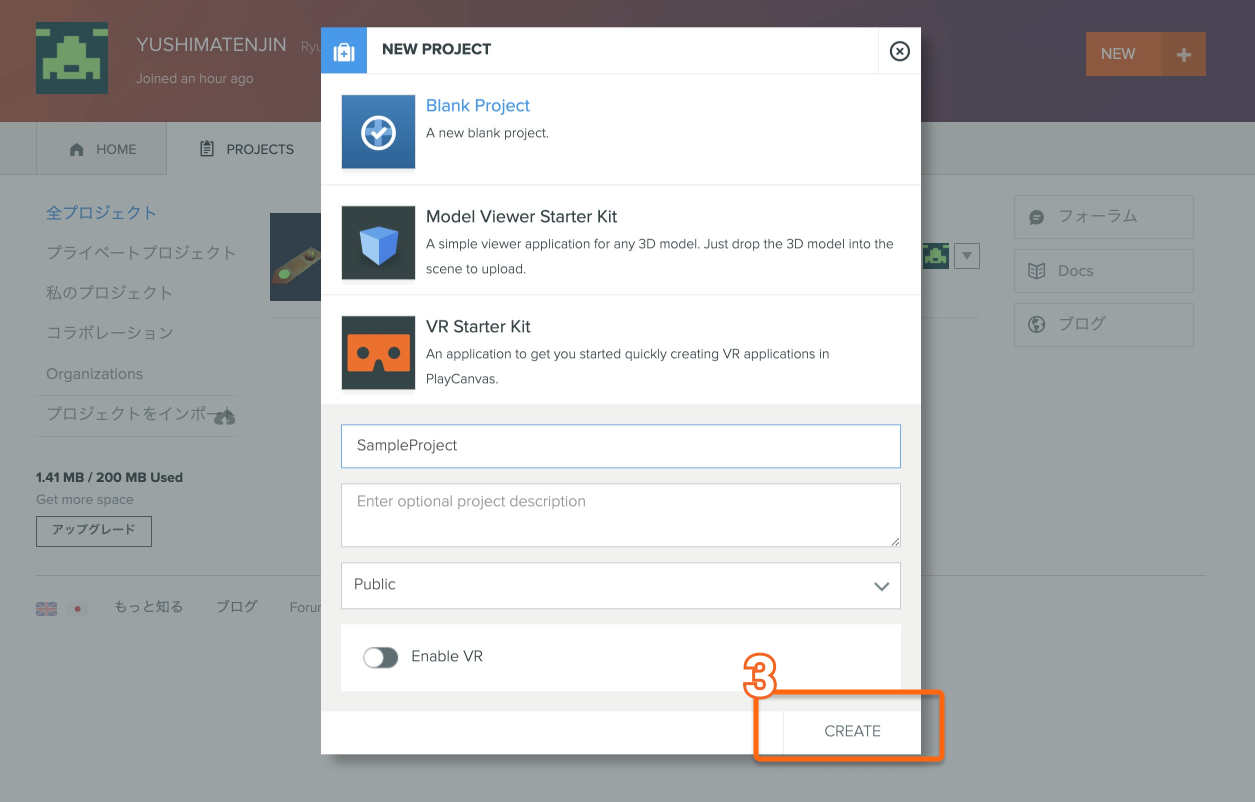 YUSHIMATENJIN
Joined an hour ago
NEW
HOME
PROJECTS
全プロジェクト
プライベートプロジェクト
私のプロジェクト
コラボレーション
Organizations
プロジェクトをインポート
1.41 MB / 200 MB Used
Get more space
アップグレード
もっと知る
ブログ
NEW PROJECT
Blank Project
A new blank project.
Model Viewer Starter Kit
A simple viewer application for any 3D model. Just drop the 3D model into the
scene to upload.
VR Starter Kit
An application to get you started quickly creating VR applications in
PlayCanvas.
SampleProject
Enter optional project description
Public
Enable VR
3
CREATE
フォーラム
Docs
ブログ